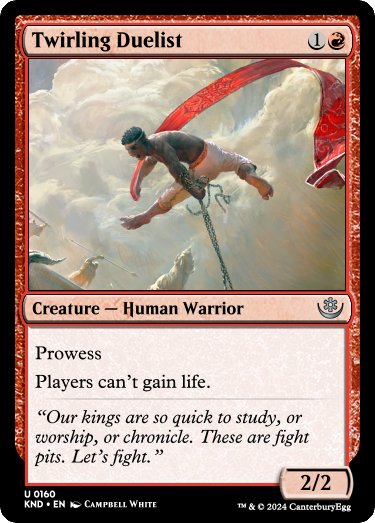 Twirling Duelist 1
Creature — Human Warrior
Prowess
Players can't gain life.
“Our kings are so quick to study, or
worship, or chronicle. These are fight
pits. Let's fight.”
2/2
U 0160
KND • EN Campbell White
™ & © 2024 CanterburyEgg